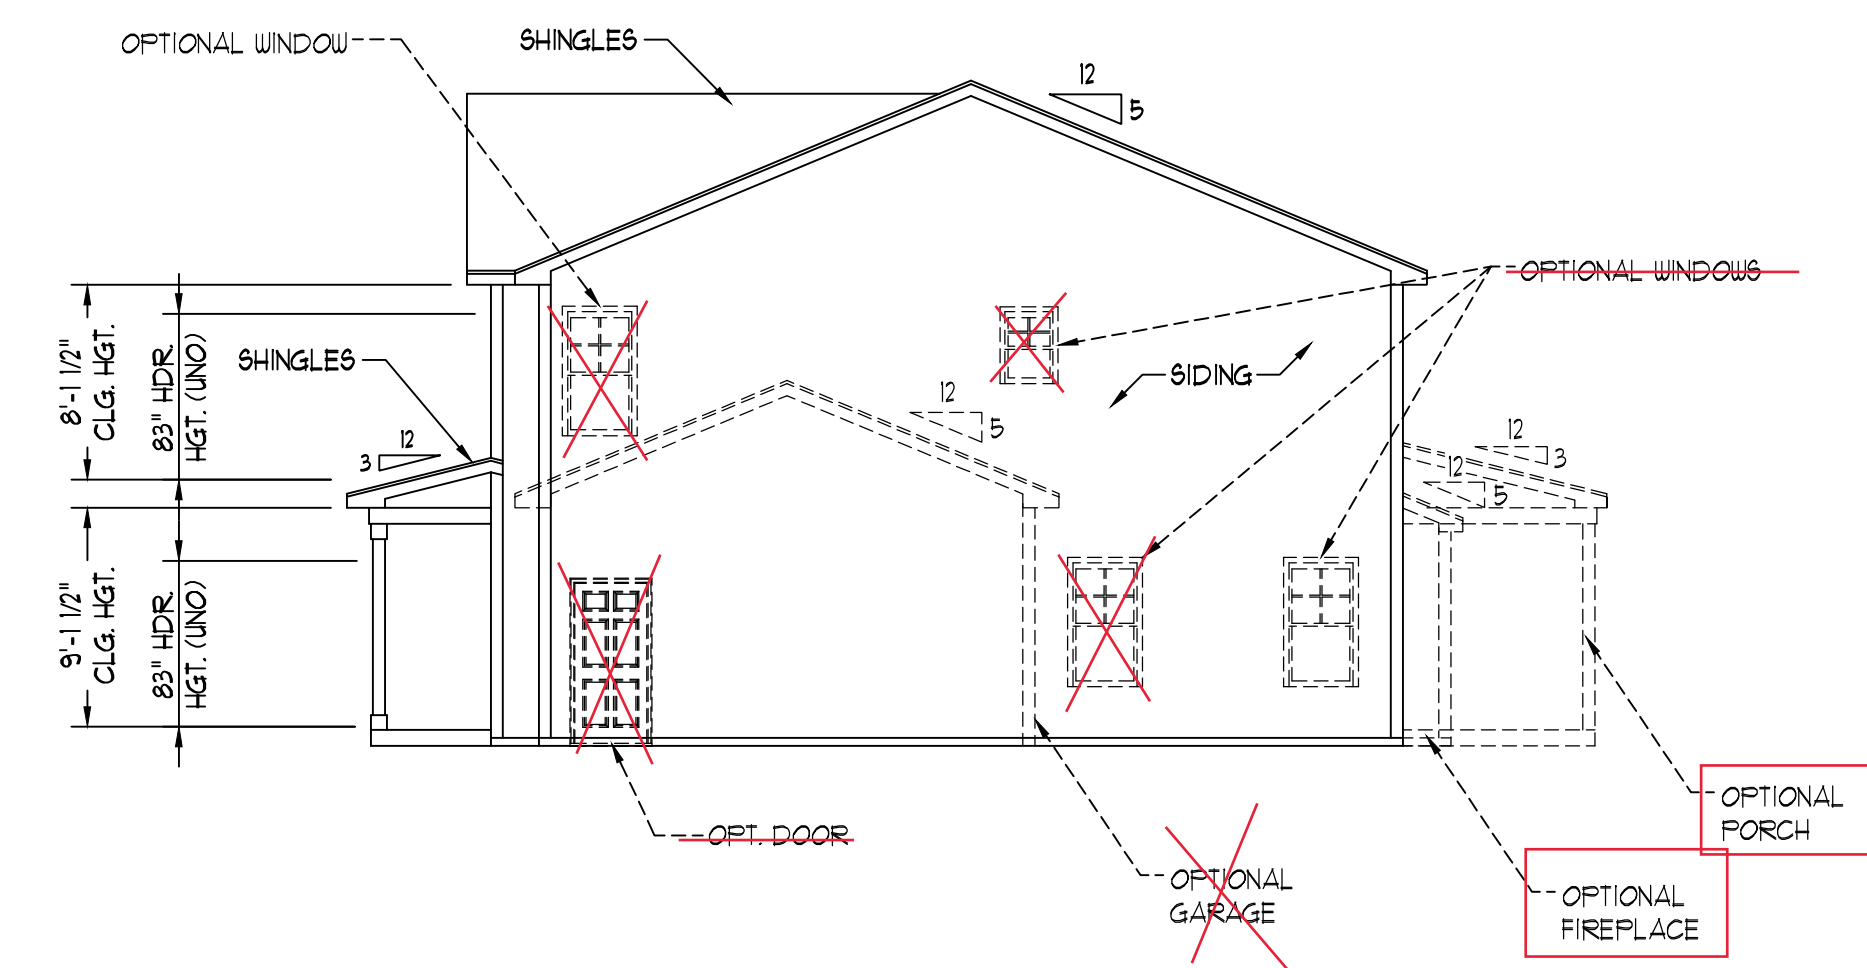 OPTIONAL WINDOW
SHINGLES
12
5
OPTIONAL WINDOWS
8'-1 1/2"
CLG. HGT.
83" HDR.
HGT. (UNO)
SHINGLES
12
3
SIDING
12
5
12
3
12
5
9'-1 1/2"
CLG. HGT.
83" HDR.
HGT. (UNO)
OPT. DOOR
OPTIONAL
GARAGE
OPTIONAL
PORCH
OPTIONAL
FIREPLACE